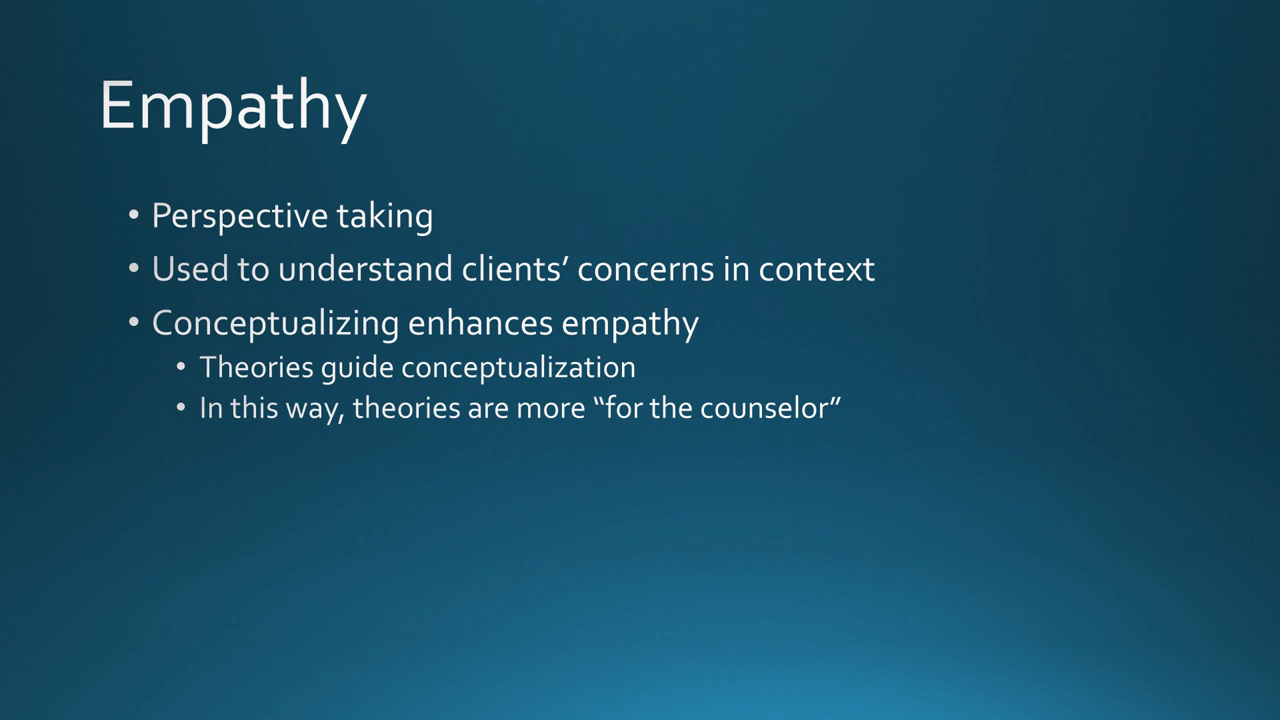 Empathy
• Perspective taking
• Used to understand clients’ concerns in context
• Conceptualizing enhances empathy
• Theories guide conceptualization
• In this way, theories are more “for the counselor”